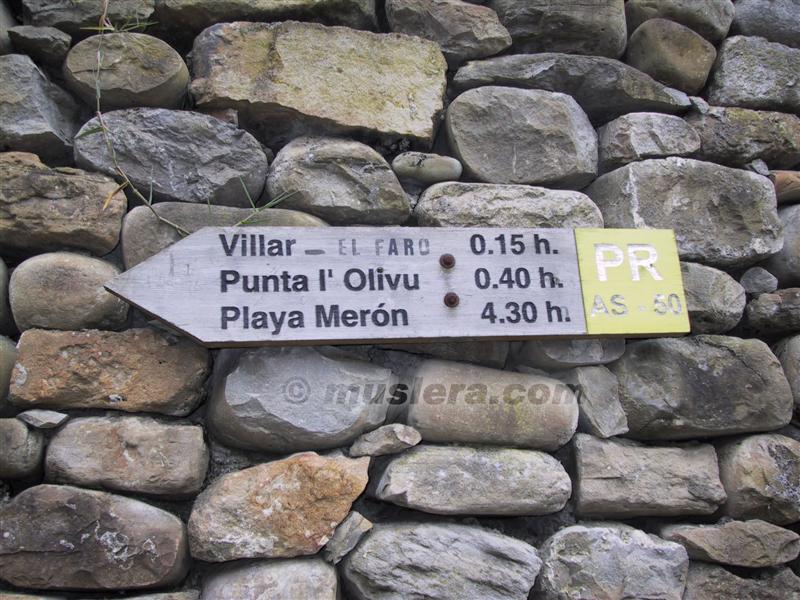 Villar - EL FARO 0.15 h.
Punta l' Olivu 0.40 h.
Playa Merón 4.30 h.
PR
AS - 50
© muslera.com